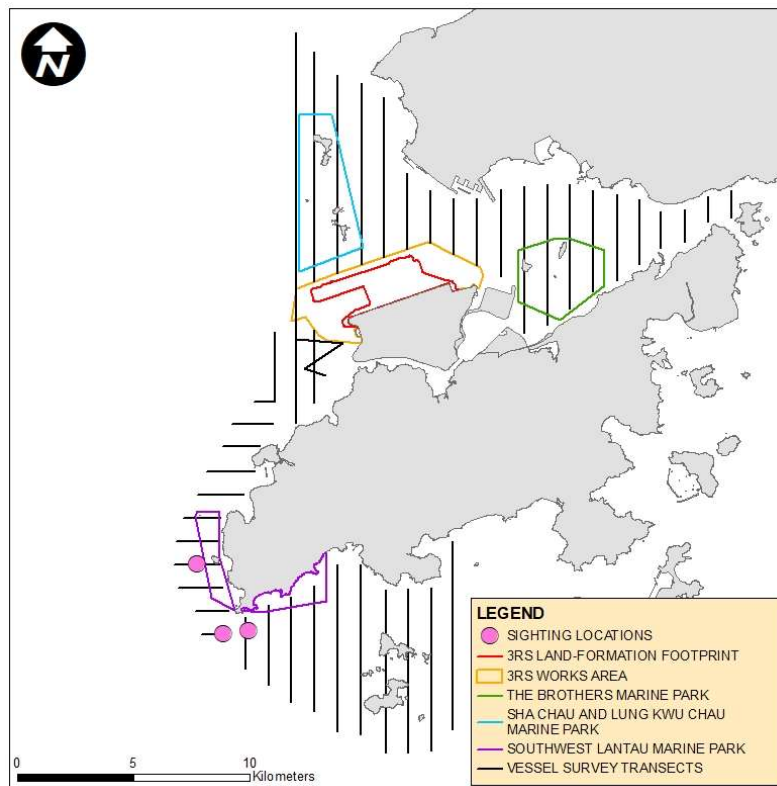 N
LEGEND
SIGHTING LOCATIONS
3RS LAND-FORMATION FOOTPRINT
3RS WORKS AREA
THE BROTHERS MARINE PARK
SHA CHAU AND LUNG KWU CHAU
MARINE PARK
SOUTHWEST LANTAU MARINE PARK
VESSEL SURVEY TRANSECTS
0 5 10
Kilometers